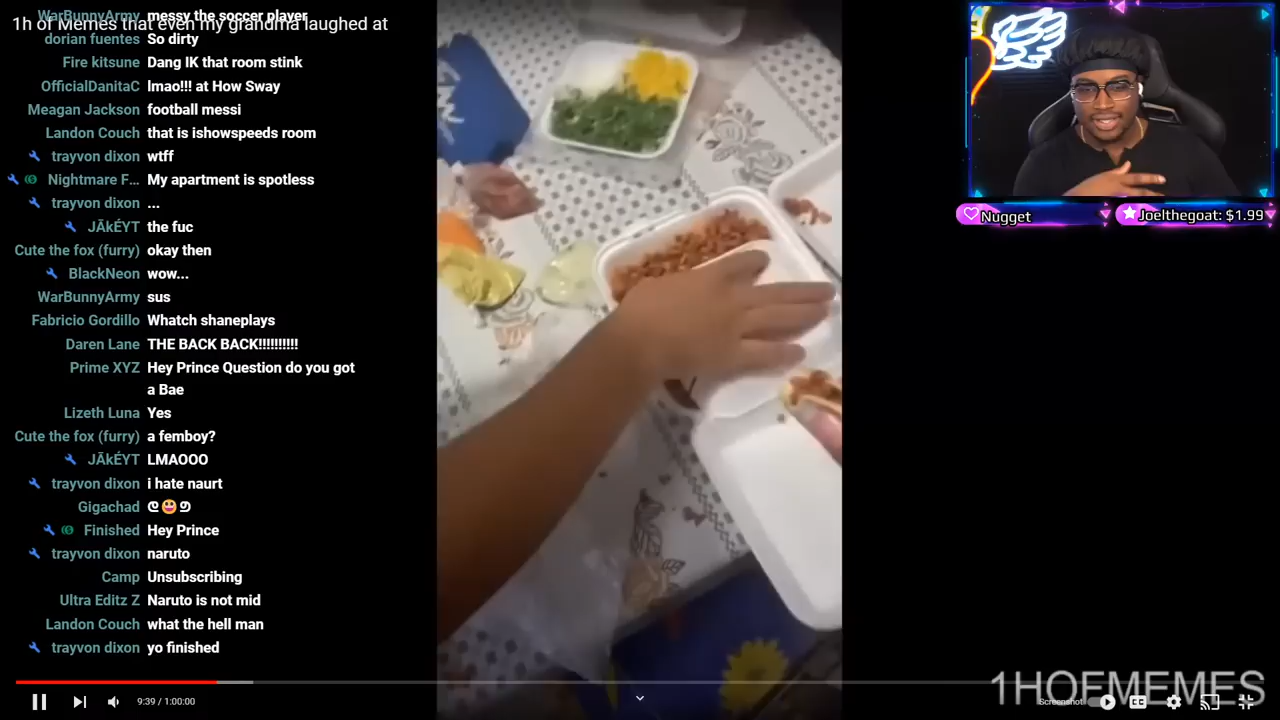 WarBunnyArmy messy the soccer player
1h of Memes that even my grandma laughed at
dorian fuentes So dirty
Fire kitsune Dang IK that room stink
OfficialDanitaC lmao!!! at How Sway
Meagan Jackson football messi
Landon Couch that is ishowspeeds room
trayvon dixon wtff
Nightmare F... My apartment is spotless
trayvon dixon ...
JĀkÉYT the fuc
Cute the fox (furry) okay then
BlackNeon wow...
WarBunnyArmy sus
Fabricio Gordillo Whatch shaneplays
Daren Lane THE BACK BACK!!!!!!!!!!
Prime XYZ Hey Prince Question do you got
a Bae
Lizeth Luna Yes
Cute the fox (furry) a femboy?
JĀkÉYT LMAOOO
trayvon dixon i hate naurt
Gigachad ᘓ😃ᘐ
Finished Hey Prince
trayvon dixon naruto
Camp Unsubscribing
Ultra Editz Z Naruto is not mid
Landon Couch what the hell man
trayvon dixon yo finished
Nugget
Joelthegoat: $1.99
1HOFMEMES
9:39 / 1:00:00
Screenshot
CC